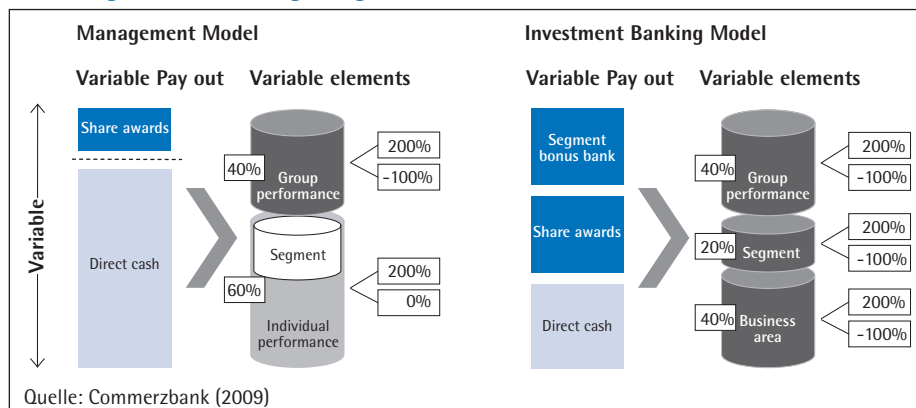 Management Model
Variable Pay out
Variable elements
Variable
Share awards
Direct cash
40%
Group
performance
200%
-100%
Segment
60%
Individual
performance
200%
0%
Investment Banking Model
Variable Pay out
Variable elements
Segment
bonus bank
Share awards
Direct cash
40%
Group
performance
200%
-100%
20%
Segment
200%
-100%
40%
Business
area
200%
-100%
Quelle: Commerzbank (2009)